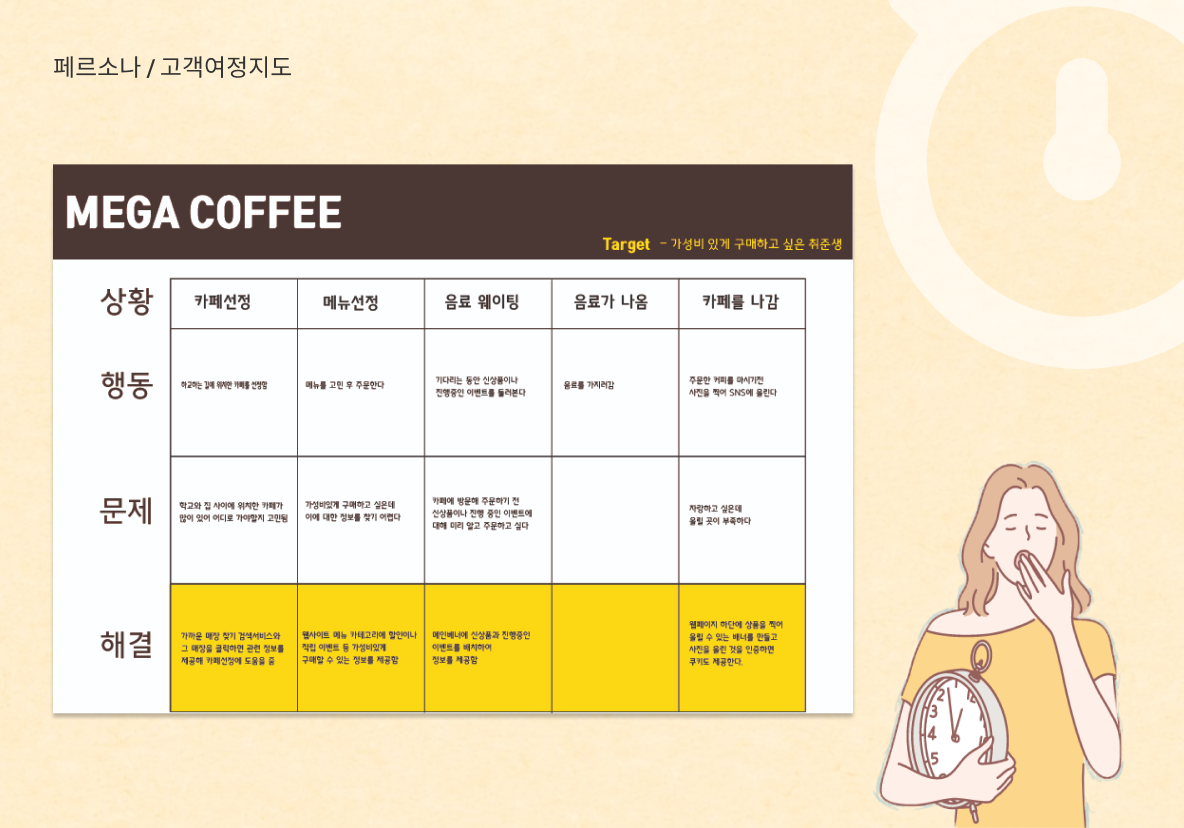 페르소나 / 고객여정지도
MEGA COFFEE
Target - 가성비 있게 구매하고 싶은 취준생
상황
카페선정
메뉴선정
음료 웨이팅
음료가 나옴
카페를 나감
행동
하교하는 길에 위치한 카페를 선정함
메뉴를 고민 후 주문한다
기다리는 동안 신상품이나
진행중인 이벤트를 둘러본다
음료를 가지러감
주문한 커피를 마시기전
사진을 찍어 SNS에 올린다
문제
학교와 집 사이에 위치한 카페가
많이 있어 어디로 가야할지 고민됨
가성비있게 구매하고 싶은데
이에 대한 정보를 찾기 어렵다
카페에 방문해 주문하기 전
신상품이나 진행 중인 이벤트에
대해 미리 알고 주문하고 싶다
자랑하고 싶은데
올릴 곳이 부족하다
해결
가까운 매장 찾기 검색서비스와
그 매장을 클릭하면 관련 정보를
제공해 카페선정에 도움을 줌
웹사이트 메뉴 카테고리에 할인이나
적립 이벤트 등 가성비있게
구매할 수 있는 정보를 제공함
메인베너에 신상품과 진행중인
이벤트를 배치하여
정보를 제공함
웹페이지 하단에 상품을 찍어
올릴 수 있는 배너를 만들고
사진을 올린 것을 인증하면
쿠키도 제공한다.
2
3
4
5